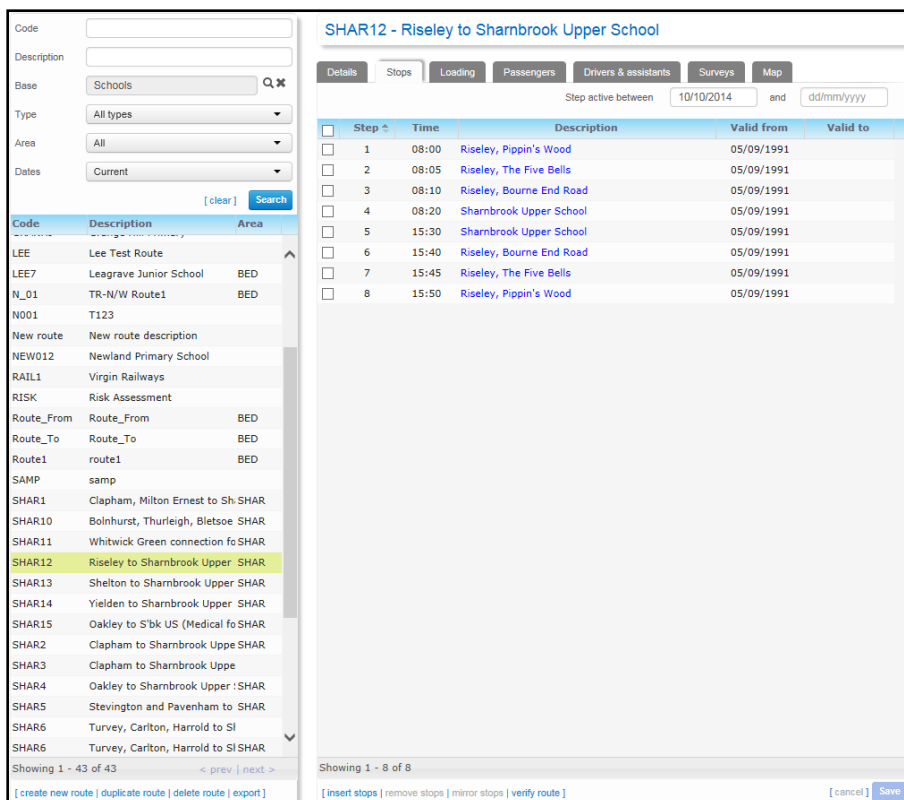 Code
Description
Base Schools
Type All types
Area All
Dates Current
[ clear ] Search
Code Description Area
LEE Lee Test Route
LEE7 Leagrave Junior School BED
N_01 TR-N/W Route1 BED
N001 T123
New route New route description
NEW012 Newland Primary School
RAIL1 Virgin Railways
RISK Risk Assessment
Route_From Route_From BED
Route_To Route_To BED
Route1 route1 BED
SAMP samp
SHAR1 Clapham, Milton Ernest to Sh SHAR
SHAR10 Bolnhurst, Thurleigh, Bletsoe SHAR
SHAR11 Whitwick Green connection fo SHAR
SHAR12 Riseley to Sharnbrook Upper SHAR
SHAR13 Shelton to Sharnbrook Upper SHAR
SHAR14 Yielden to Sharnbrook Upper SHAR
SHAR15 Oakley to S'bk US (Medical fo SHAR
SHAR2 Clapham to Sharnbrook Uppe SHAR
SHAR3 Clapham to Sharnbrook Uppe
SHAR4 Oakley to Sharnbrook Upper SHAR
SHAR5 Stevington and Pavenham to SHAR
SHAR6 Turvey, Carlton, Harrold to Sl
SHAR6 Turvey, Carlton, Harrold to Sl SHAR
Showing 1 - 43 of 43 < prev | next >
[ create new route | duplicate route | delete route | export ]
SHAR12 - Riseley to Sharnbrook Upper School
Details Stops Loading Passengers Drivers & assistants Surveys Map
Step active between 10/10/2014 and dd/mm/yyyy
Step Time Description Valid from Valid to
1 08:00 Riseley, Pippin's Wood 05/09/1991
2 08:05 Riseley, The Five Bells 05/09/1991
3 08:10 Riseley, Bourne End Road 05/09/1991
4 08:20 Sharnbrook Upper School 05/09/1991
5 15:30 Sharnbrook Upper School 05/09/1991
6 15:40 Riseley, Bourne End Road 05/09/1991
7 15:45 Riseley, The Five Bells 05/09/1991
8 15:50 Riseley, Pippin's Wood 05/09/1991
Showing 1 - 8 of 8
[ insert stops | remove stops | mirror stops | verify route ] [ cancel ] Save